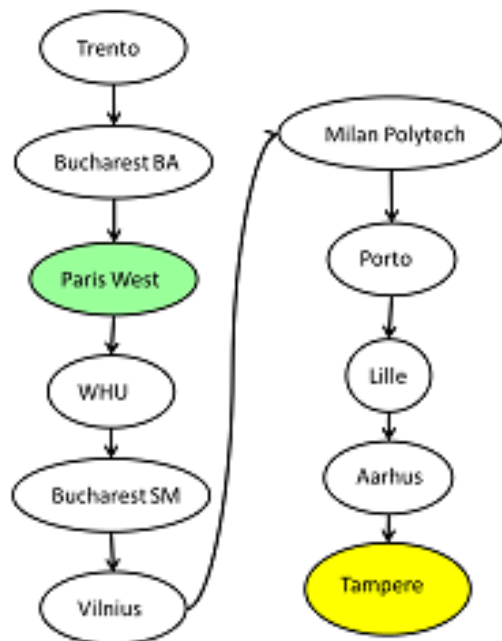 Trento
Bucharest BA
Paris West
WHU
Bucharest SM
Vilnius
Milan Polytech
Porto
Lille
Aarhus
Tampere